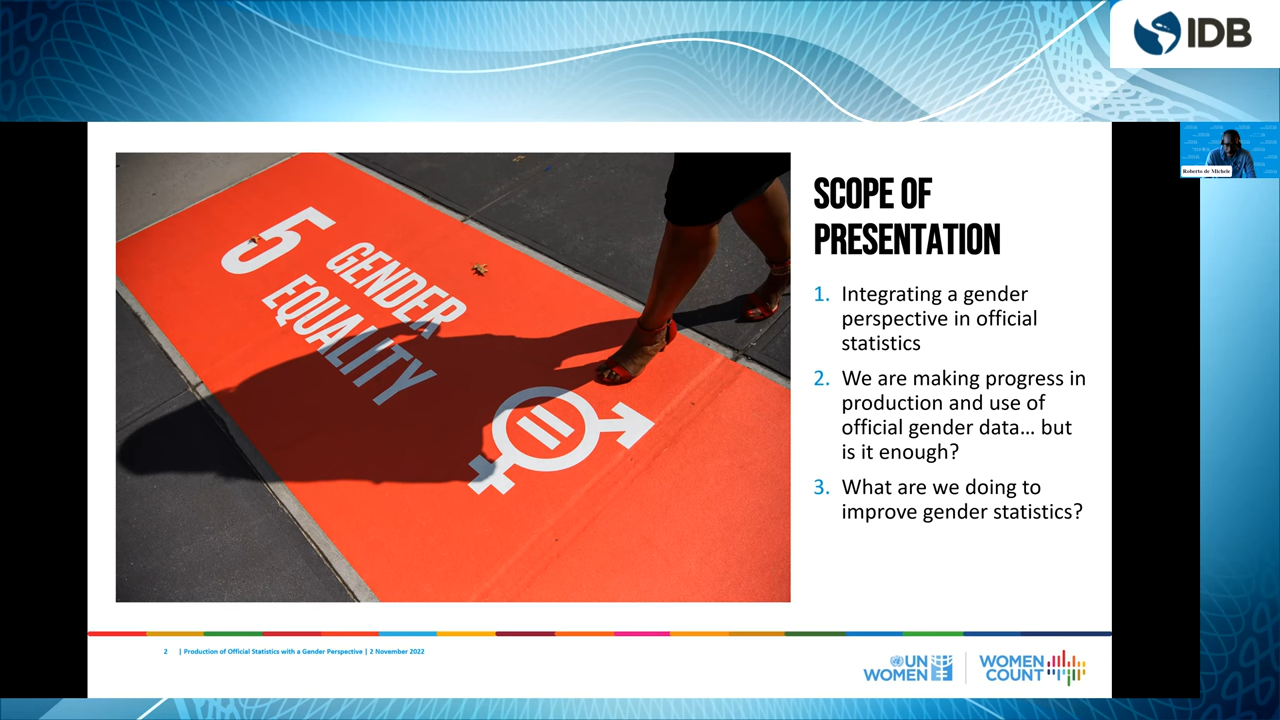 IDB
Roberto de Michele
5 GENDER
EQUALITY
SCOPE OF
PRESENTATION
1. Integrating a gender
perspective in official
statistics
2. We are making progress in
production and use of
official gender data... but
is it enough?
3. What are we doing to
improve gender statistics?
2 | Production of Official Statistics with a Gender Perspective | 2 November 2022
UN
WOMEN
WOMEN
COUNT